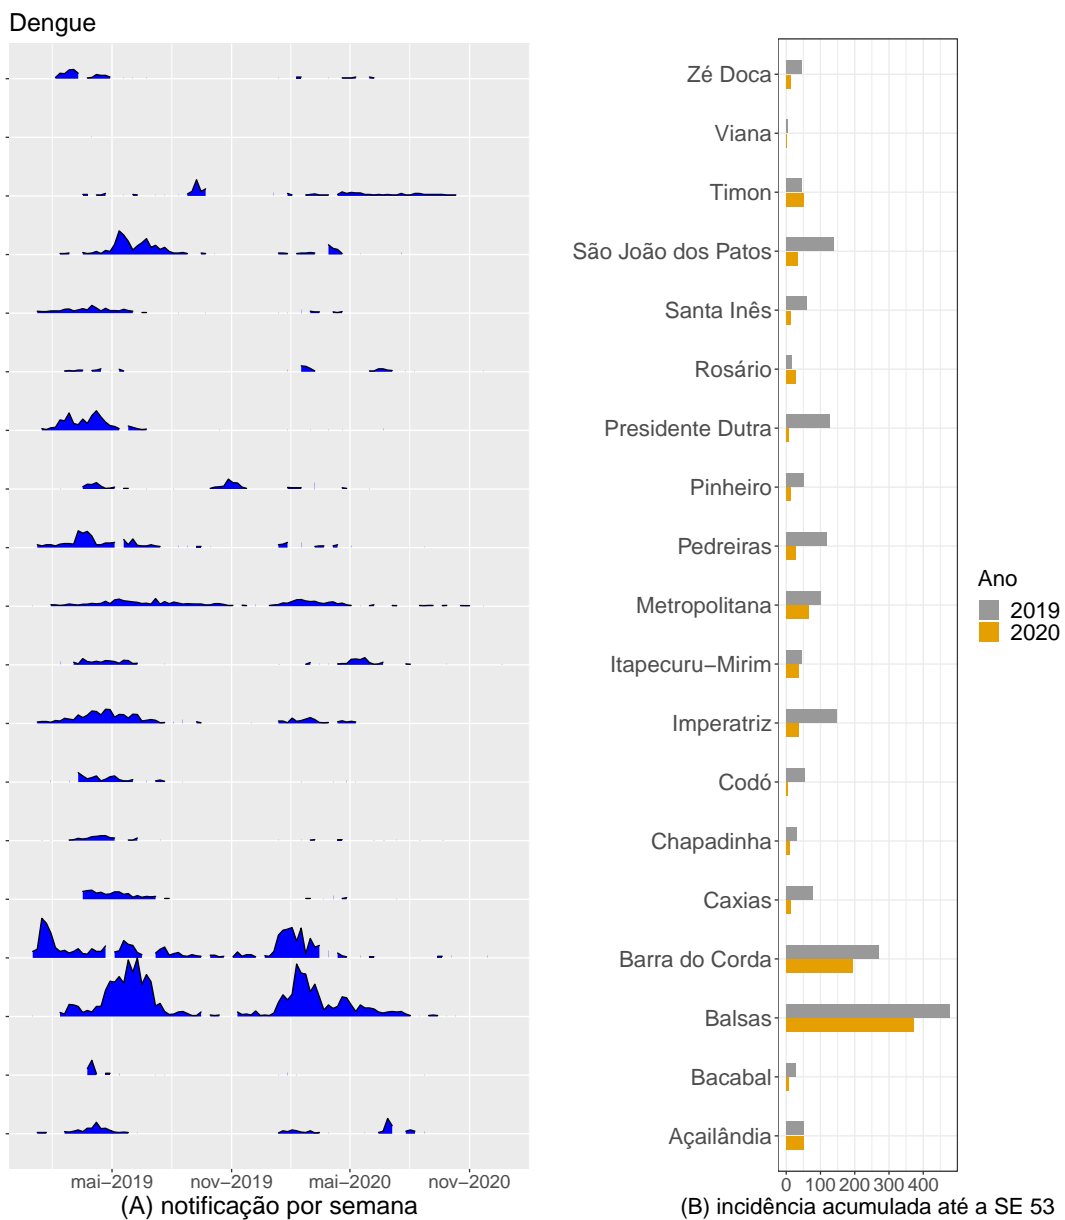 Dengue
Zé Doca
Viana
Timon
São João dos Patos
Santa Inês
Rosário
Presidente Dutra
Pinheiro
Pedreiras
Metropolitana
Itapecuru−Mirim
Imperatriz
Codó
Chapadinha
Caxias
Barra do Corda
Balsas
Bacabal
Açailândia
Ano
2019
2020
mai−2019 nov−2019 mai−2020 nov−2020
(A) notificação por semana
0 100 200 300 400
(B) incidência acumulada até a SE 53